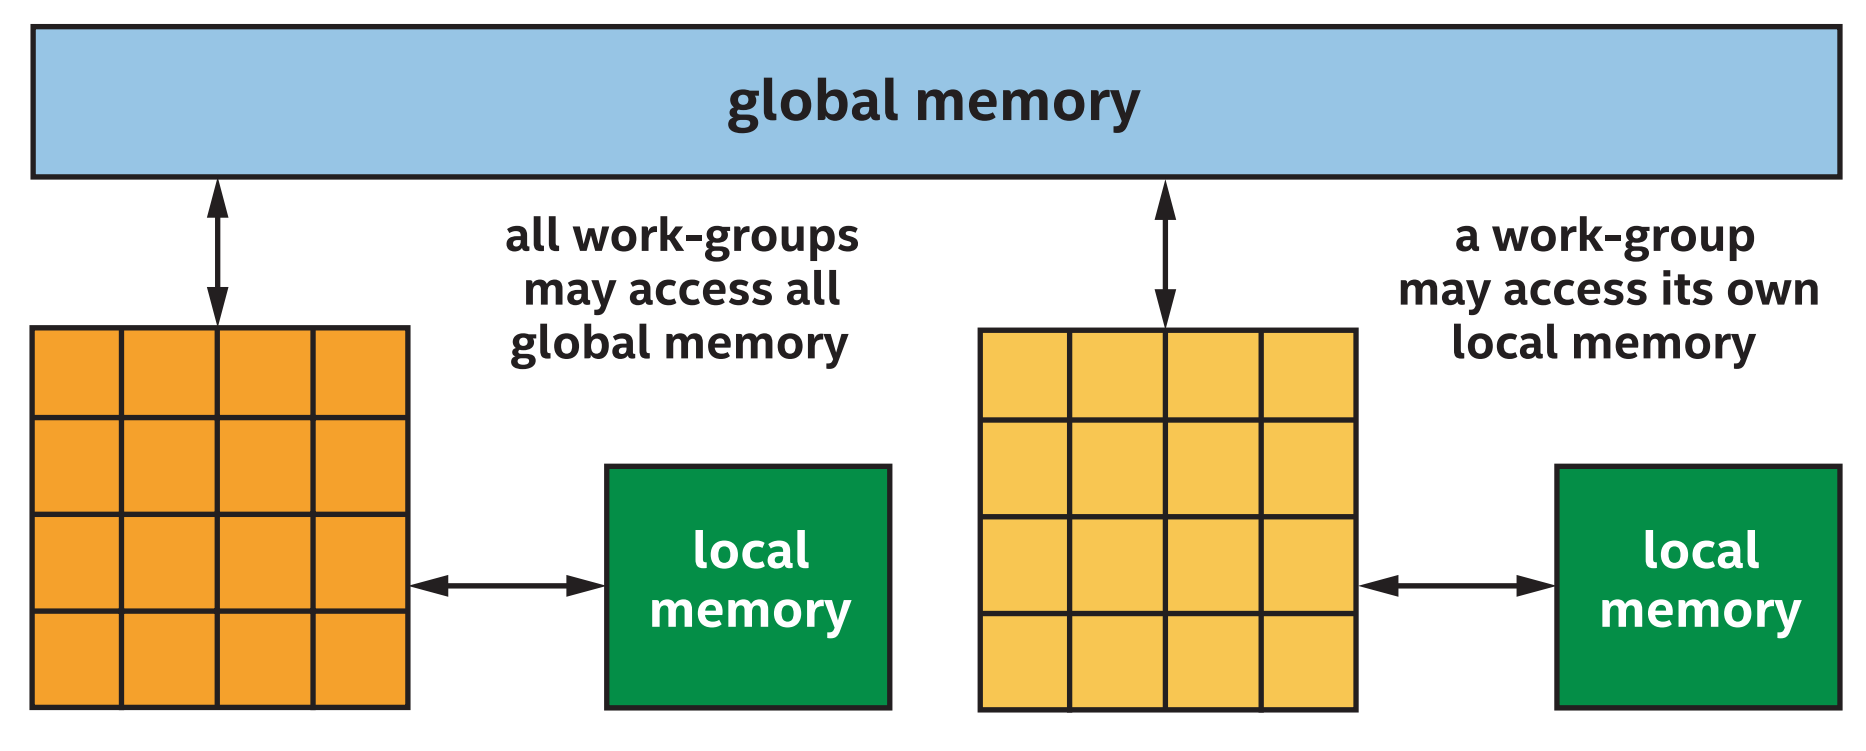 global memory
all work-groups
may access all
global memory
a work-group
may access its own
local memory
local
memory
local
memory